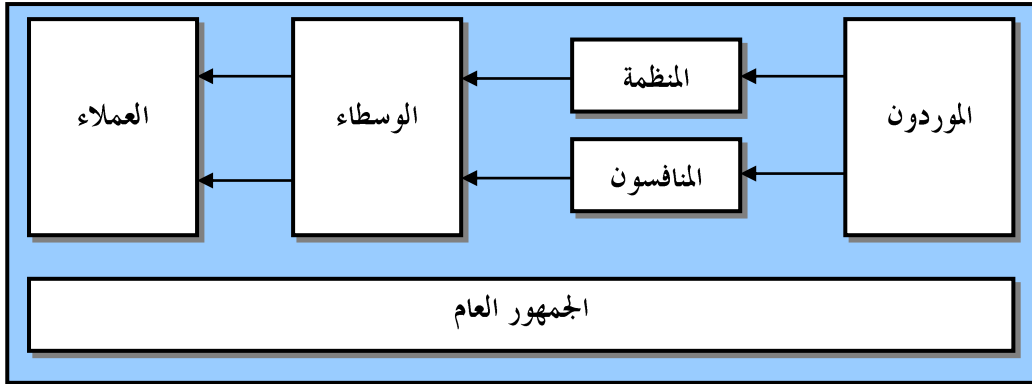 الموردون
المنظمة
المنافسون
الوسطاء
العملاء
الجمهور العام